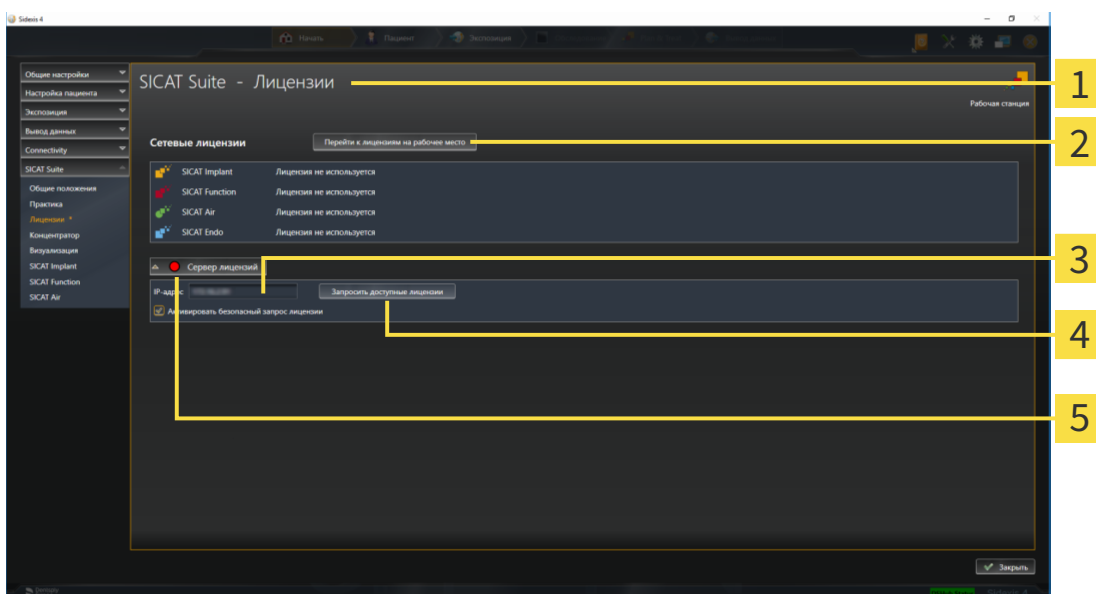 Sidexis 4
Начать
Пациент
Экспозиция
Общие настройки
Настройка пациента
Экспозиция
Вывод данных
Connectivity
SICAT Suite
Общие положения
Практика
Лицензии *
Концентратор
Визуализация
SICAT Implant
SICAT Function
SICAT Air
SICAT Suite - Лицензии
Рабочая станция
Сетевые лицензии
Перейти к лицензиям на рабочее место
SICAT Implant Лицензия не используется
SICAT Function Лицензия не используется
SICAT Air Лицензия не используется
SICAT Endo Лицензия не используется
Сервер лицензий
IP-адрес
Запросить доступные лицензии
Активировать безопасный запрос лицензии
Закрыть
Sidexis 4
1
2
3
4
5